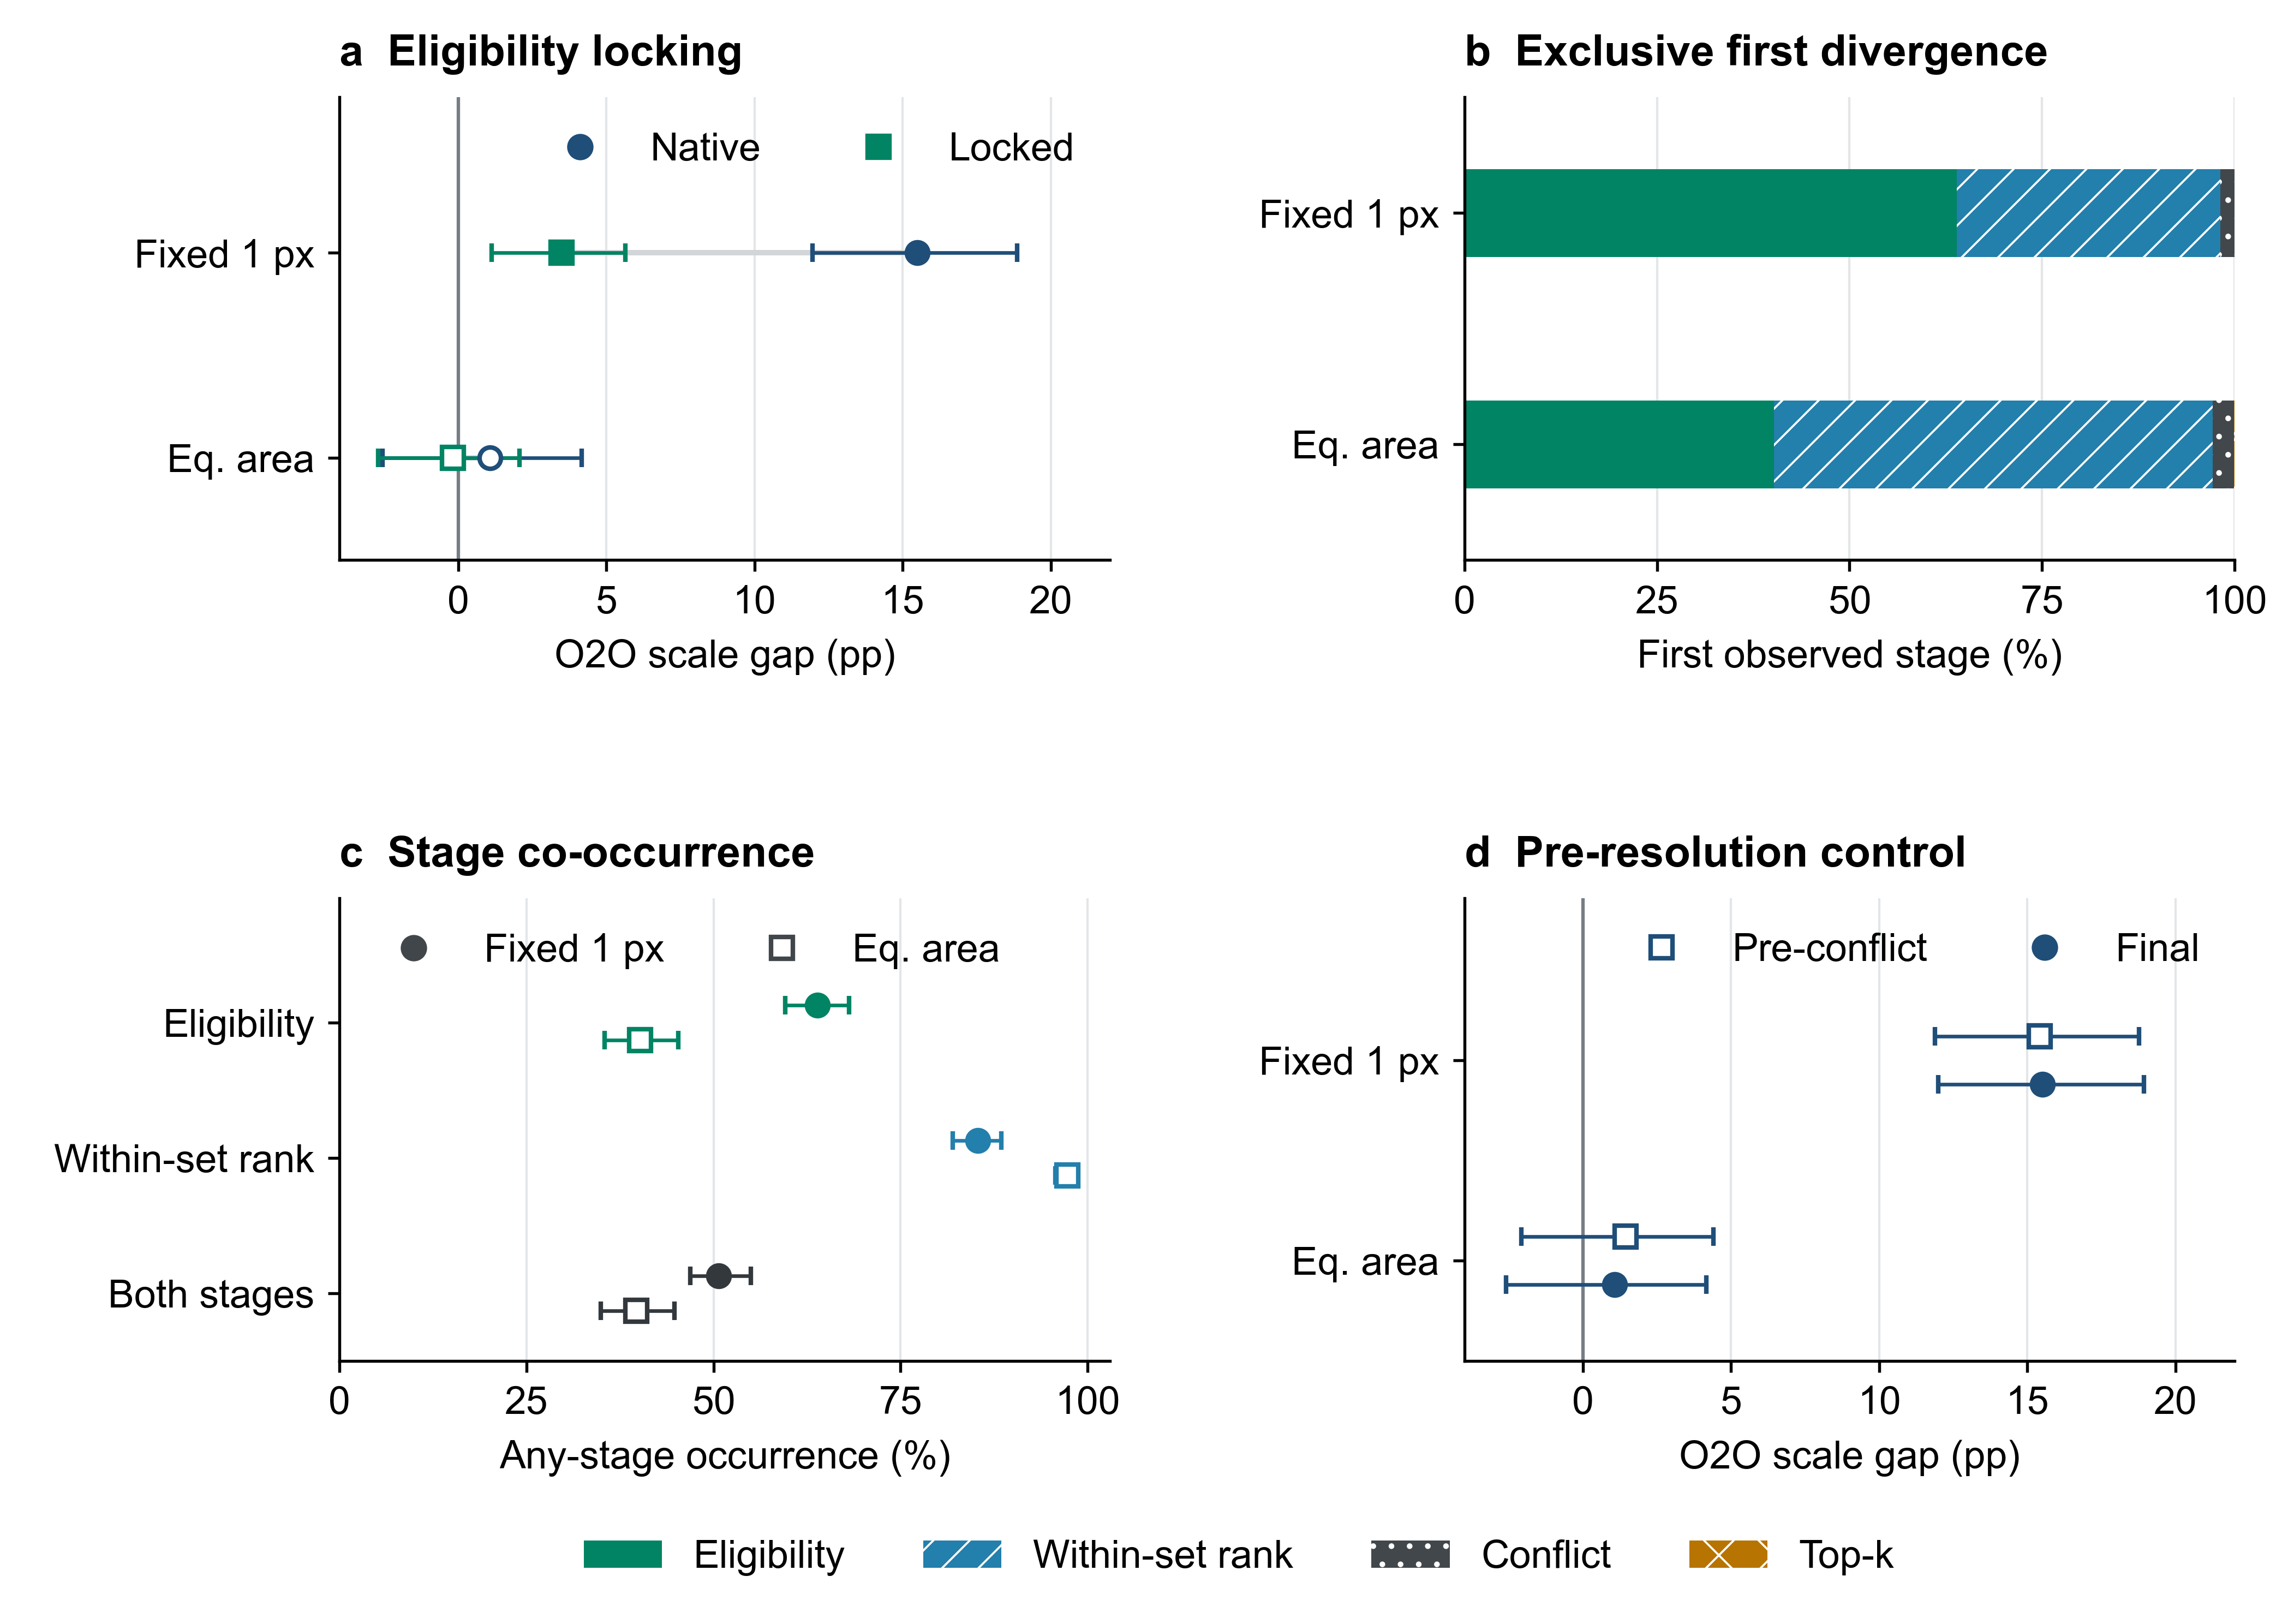 a Eligibility locking
Native
Locked
Fixed 1 px
Eq. area
0 5 10 15 20
O2O scale gap (pp)
b Exclusive first divergence
Fixed 1 px
Eq. area
0 25 50 75 100
First observed stage (%)
c Stage co-occurrence
Fixed 1 px
Eq. area
Eligibility
Within-set rank
Both stages
0 25 50 75 100
Any-stage occurrence (%)
d Pre-resolution control
Pre-conflict
Final
Fixed 1 px
Eq. area
0 5 10 15 20
O2O scale gap (pp)
Eligibility
Within-set rank
Conflict
Top-k